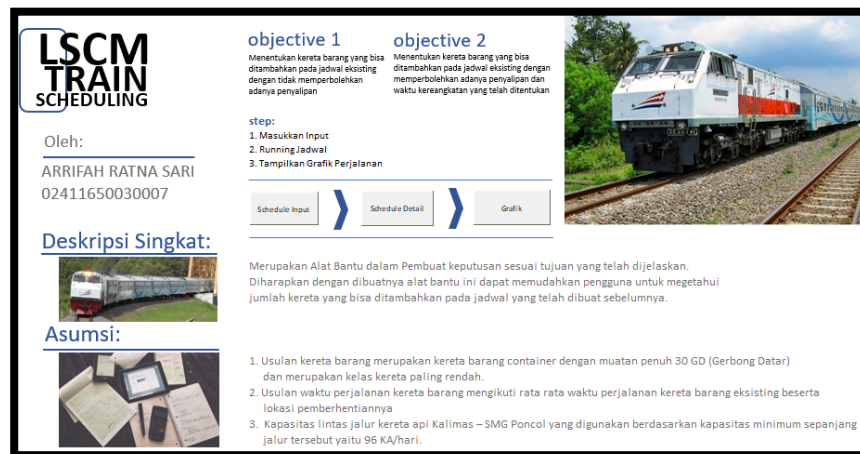 LSCM
TRAIN
SCHEDULING
Oleh:
ARRIFAH RATNA SARI
02411650030007
objective 1
Menentukan kereta barang yang bisa
ditambahkan pada jadwal eksisting
dengan tidak memperbolehkan
adanya penyalipan
objective 2
Menentukan kereta barang yang bisa
ditambahkan pada jadwal eksisting dengan
memperbolehkan adanya penyalipan dan
waktu kereangkatan yang telah ditentukan
step:
1. Masukkan Input
2. Running Jadwal
3. Tampilkan Grafik Perjalanan
Schedule Input
Schedule Detail
Grafik
Deskripsi Singkat:
Merupakan Alat Bantu dalam Pembuat keputusan sesuai tujuan yang telah dijelaskan.
Diharapkan dengan dibuatnya alat bantu ini dapat memudahkan pengguna untuk megetahui
jumlah kereta yang bisa ditambahkan pada jadwal yang telah dibuat sebelumnya.
Asumsi:
1. Usulan kereta barang merupakan kereta barang container dengan muatan penuh 30 GD (Gerbong Datar)
dan merupakan kelas kereta paling rendah.
2. Usulan waktu perjalanan kereta barang mengikuti rata rata waktu perjalanan kereta barang eksisting beserta
lokasi pemberhentiannya
3. Kapasitas lintas jalur kereta api Kalimas – SMG Poncol yang digunakan berdasarkan kapasitas minimum sepanjang
jalur tersebut yaitu 96 KA/hari.